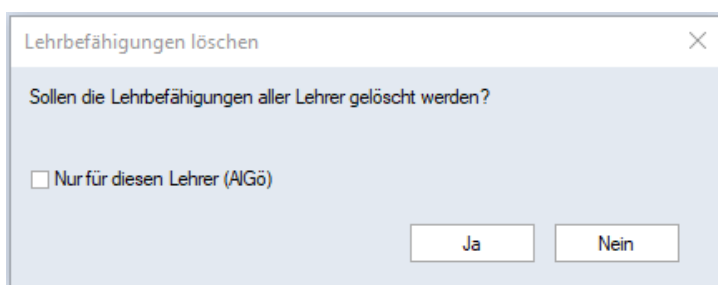 Lehrbefähigungen löschen
Sollen die Lehrbefähigungen aller Lehrer gelöscht werden?
Nur für diesen Lehrer (AlGö)
Ja Nein